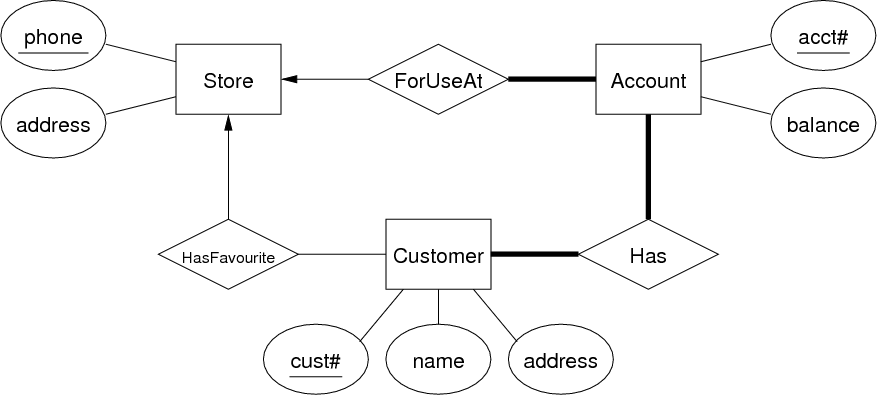 phone
acct#
Store
ForUseAt
Account
address
balance
HasFavourite
Customer
Has
cust#
name
address